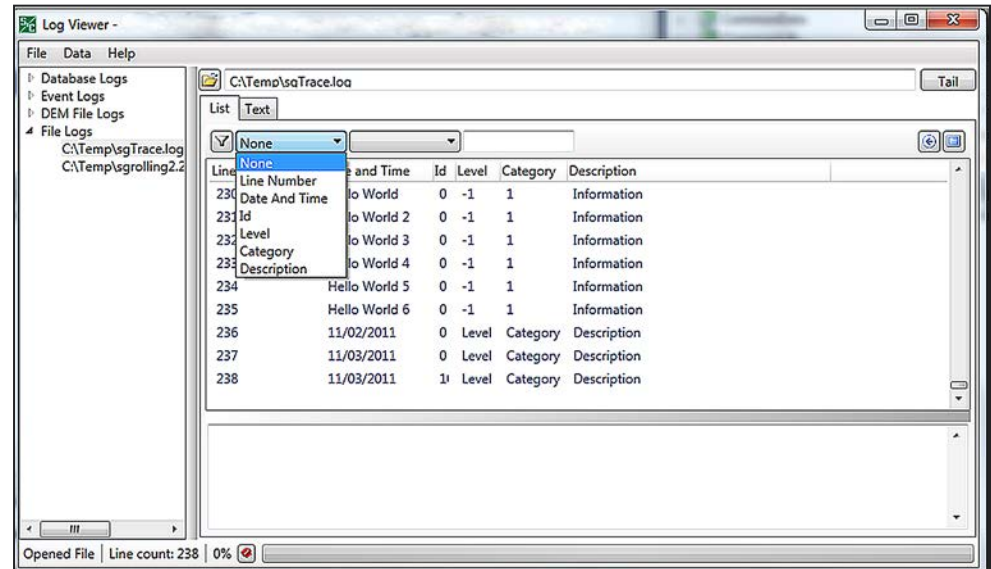 Log Viewer -
File Data Help
Database Logs
Event Logs
DEM File Logs
File Logs
C:\Temp\sgTrace.log
C:\Temp\sgrolling2.2
C:\Temp\sgTrace.log
Tail
List Text
None
None
Line Number
Date And Time
Id
Level
Category
Description
Line and Time Id Level Category Description
230 lo World 0 -1 1 Information
231 lo World 2 0 -1 1 Information
232 lo World 3 0 -1 1 Information
233 lo World 4 0 -1 1 Information
234 Hello World 5 0 -1 1 Information
235 Hello World 6 0 -1 1 Information
236 11/02/2011 0 Level Category Description
237 11/03/2011 0 Level Category Description
238 11/03/2011 Level Category Description
Opened File Line count: 238 0%